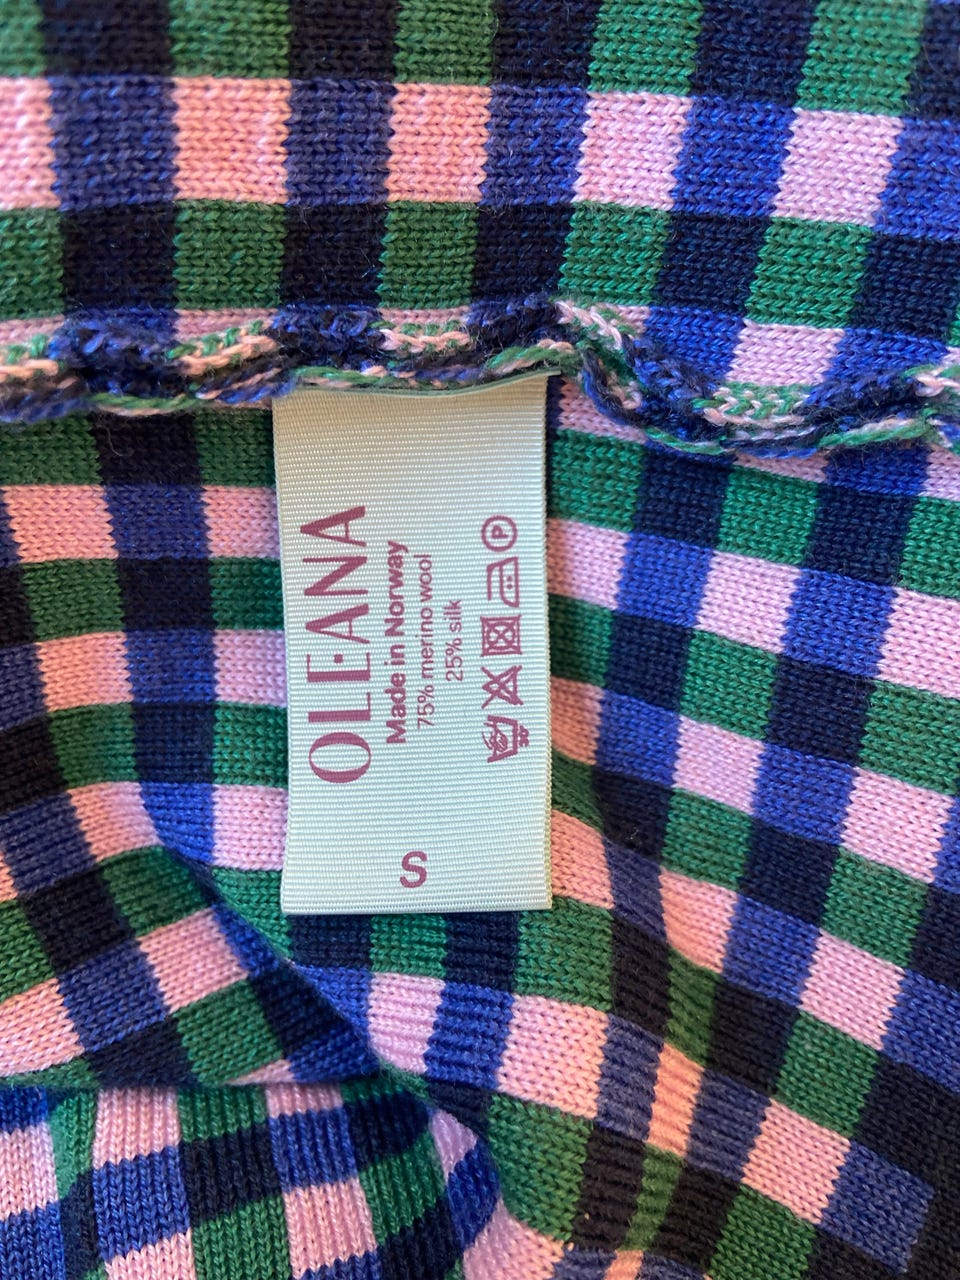 OLEANA
Made in Norway
75% merino wool
25% silk
P
S